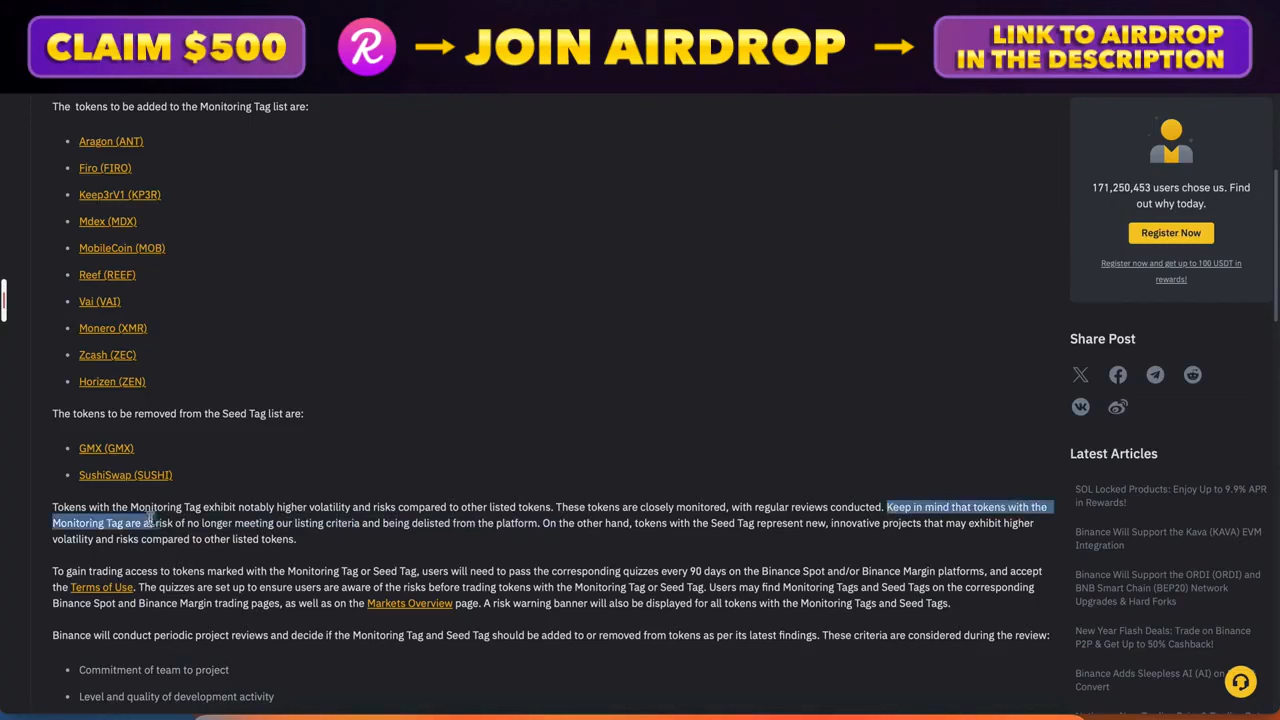 CLAIM $500
JOIN AIRDROP
LINK TO AIRDROP
IN THE DESCRIPTION
The tokens to be added to the Monitoring Tag list are:
Aragon (ANT)
Firo (FIRO)
Keep3rV1 (KP3R)
Mdex (MDX)
MobileCoin (MOB)
Reef (REEF)
Vai (VAI)
Monero (XMR)
Zcash (ZEC)
Horizen (ZEN)
The tokens to be removed from the Seed Tag list are:
GMX (GMX)
SushiSwap (SUSHI)
Tokens with the Monitoring Tag exhibit notably higher volatility and risks compared to other listed tokens. These tokens are closely monitored, with regular reviews conducted. Keep in mind that tokens with the
Monitoring Tag are at risk of no longer meeting our listing criteria and being delisted from the platform. On the other hand, tokens with the Seed Tag represent new, innovative projects that may exhibit higher
volatility and risks compared to other listed tokens.
To gain trading access to tokens marked with the Monitoring Tag or Seed Tag, users will need to pass the corresponding quizzes every 90 days on the Binance Spot and/or Binance Margin platforms, and accept
the Terms of Use. The quizzes are set up to ensure users are aware of the risks before trading tokens with the Monitoring Tag or Seed Tag. Users may find Monitoring Tags and Seed Tags on the corresponding
Binance Spot and Binance Margin trading pages, as well as on the Markets Overview page. A risk warning banner will also be displayed for all tokens with the Monitoring Tags and Seed Tags.
Binance will conduct periodic project reviews and decide if the Monitoring Tag and Seed Tag should be added to or removed from tokens as per its latest findings. These criteria are considered during the review:
Commitment of team to project
Level and quality of development activity
171,250,453 users chose us. Find
out why today.
Register Now
Register now and get up to 100 USDT in
rewards!
Share Post
Latest Articles
SOL Locked Products: Enjoy Up to 9.9% APR
in Rewards!
Binance Will Support the Kava (KAVA) EVM
Integration
Binance Will Support the ORDI (ORDI) and
BNB Smart Chain (BEP20) Network
Upgrades & Hard Forks
New Year Flash Deals: Trade on Binance
P2P & Get Up to 50% Cashback!
Binance Adds Sleepless AI (AI) on
Convert